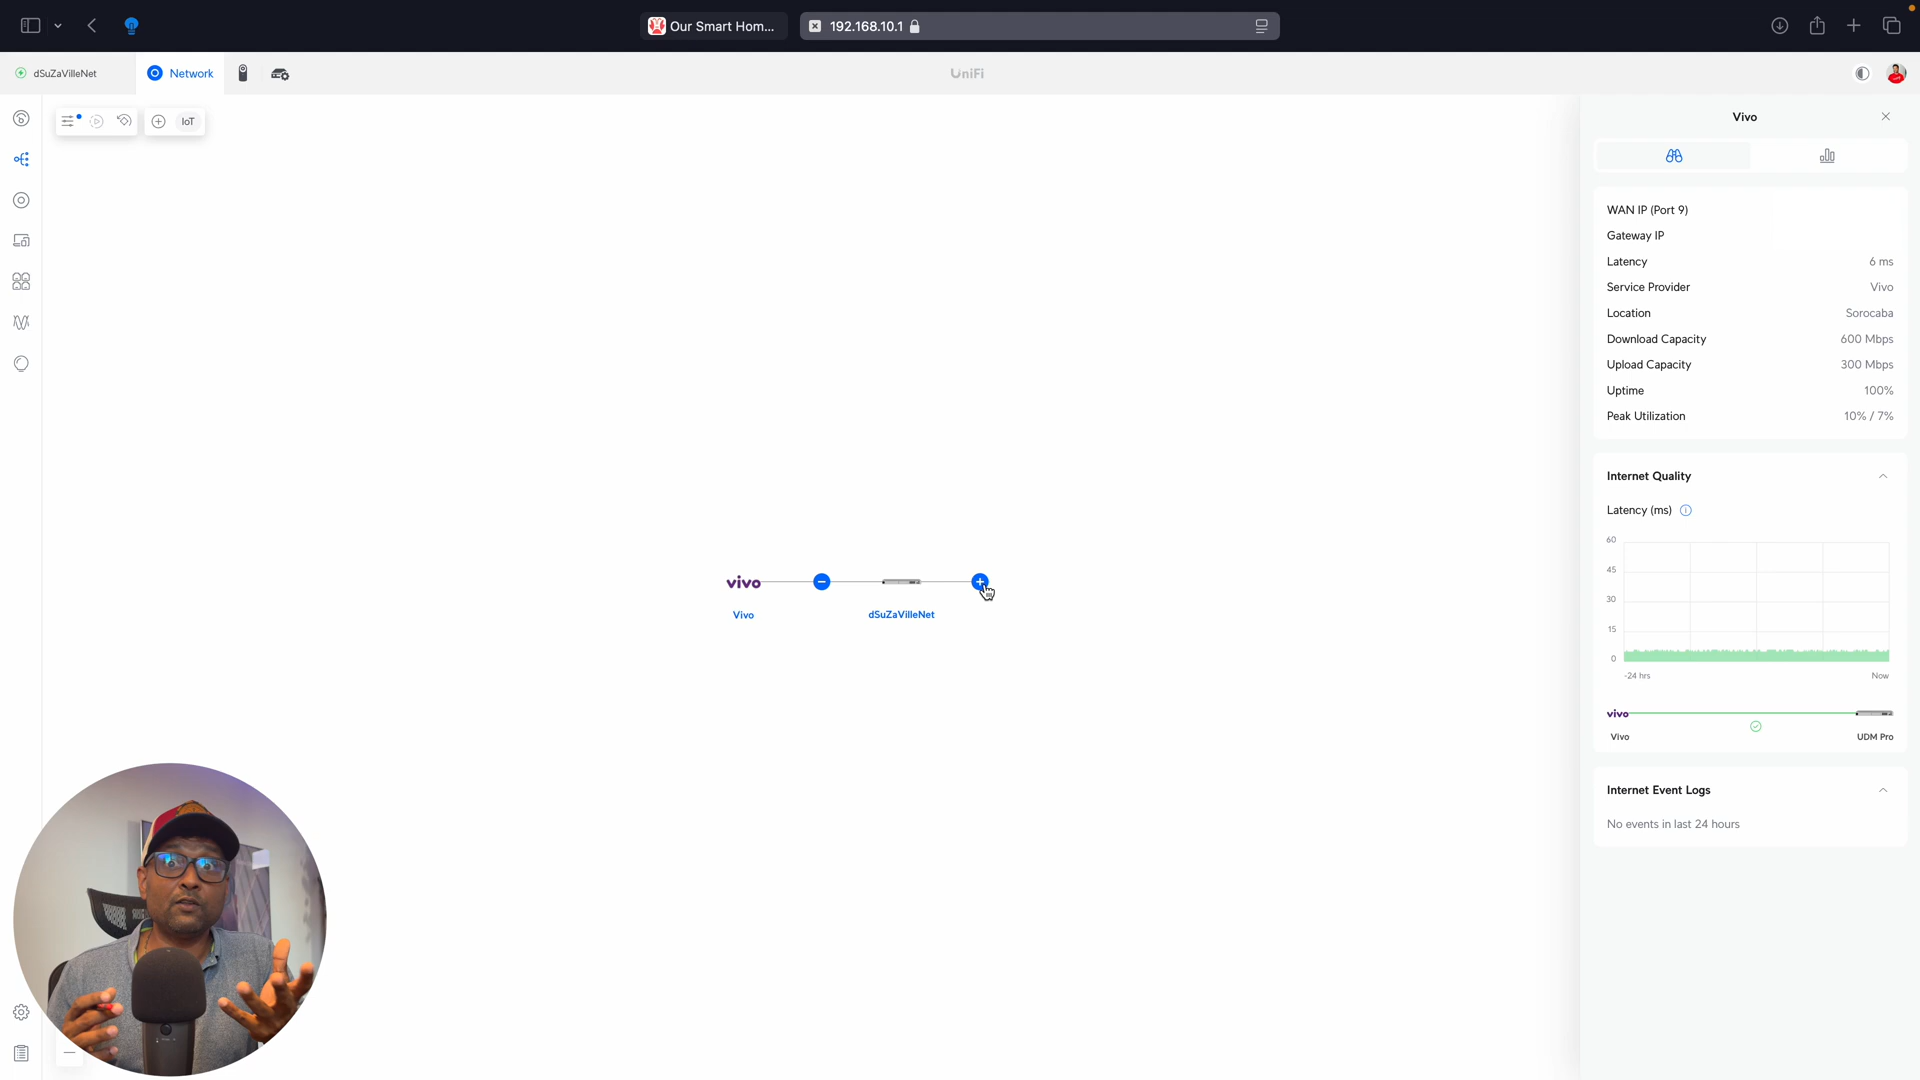 Our Smart Hom...
192.168.10.1
dSuZaVilleNet
Network
UniFi
IoT
vivo
Vivo
dSuZaVilleNet
Vivo
WAN IP (Port 9)
Gateway IP
Latency 6 ms
Service Provider Vivo
Location Sorocaba
Download Capacity 600 Mbps
Upload Capacity 300 Mbps
Uptime 100%
Peak Utilization 10% / 7%
Internet Quality
Latency (ms)
60
45
30
15
0
-24 hrs Now
vivo
Vivo UDM Pro
Internet Event Logs
No events in last 24 hours